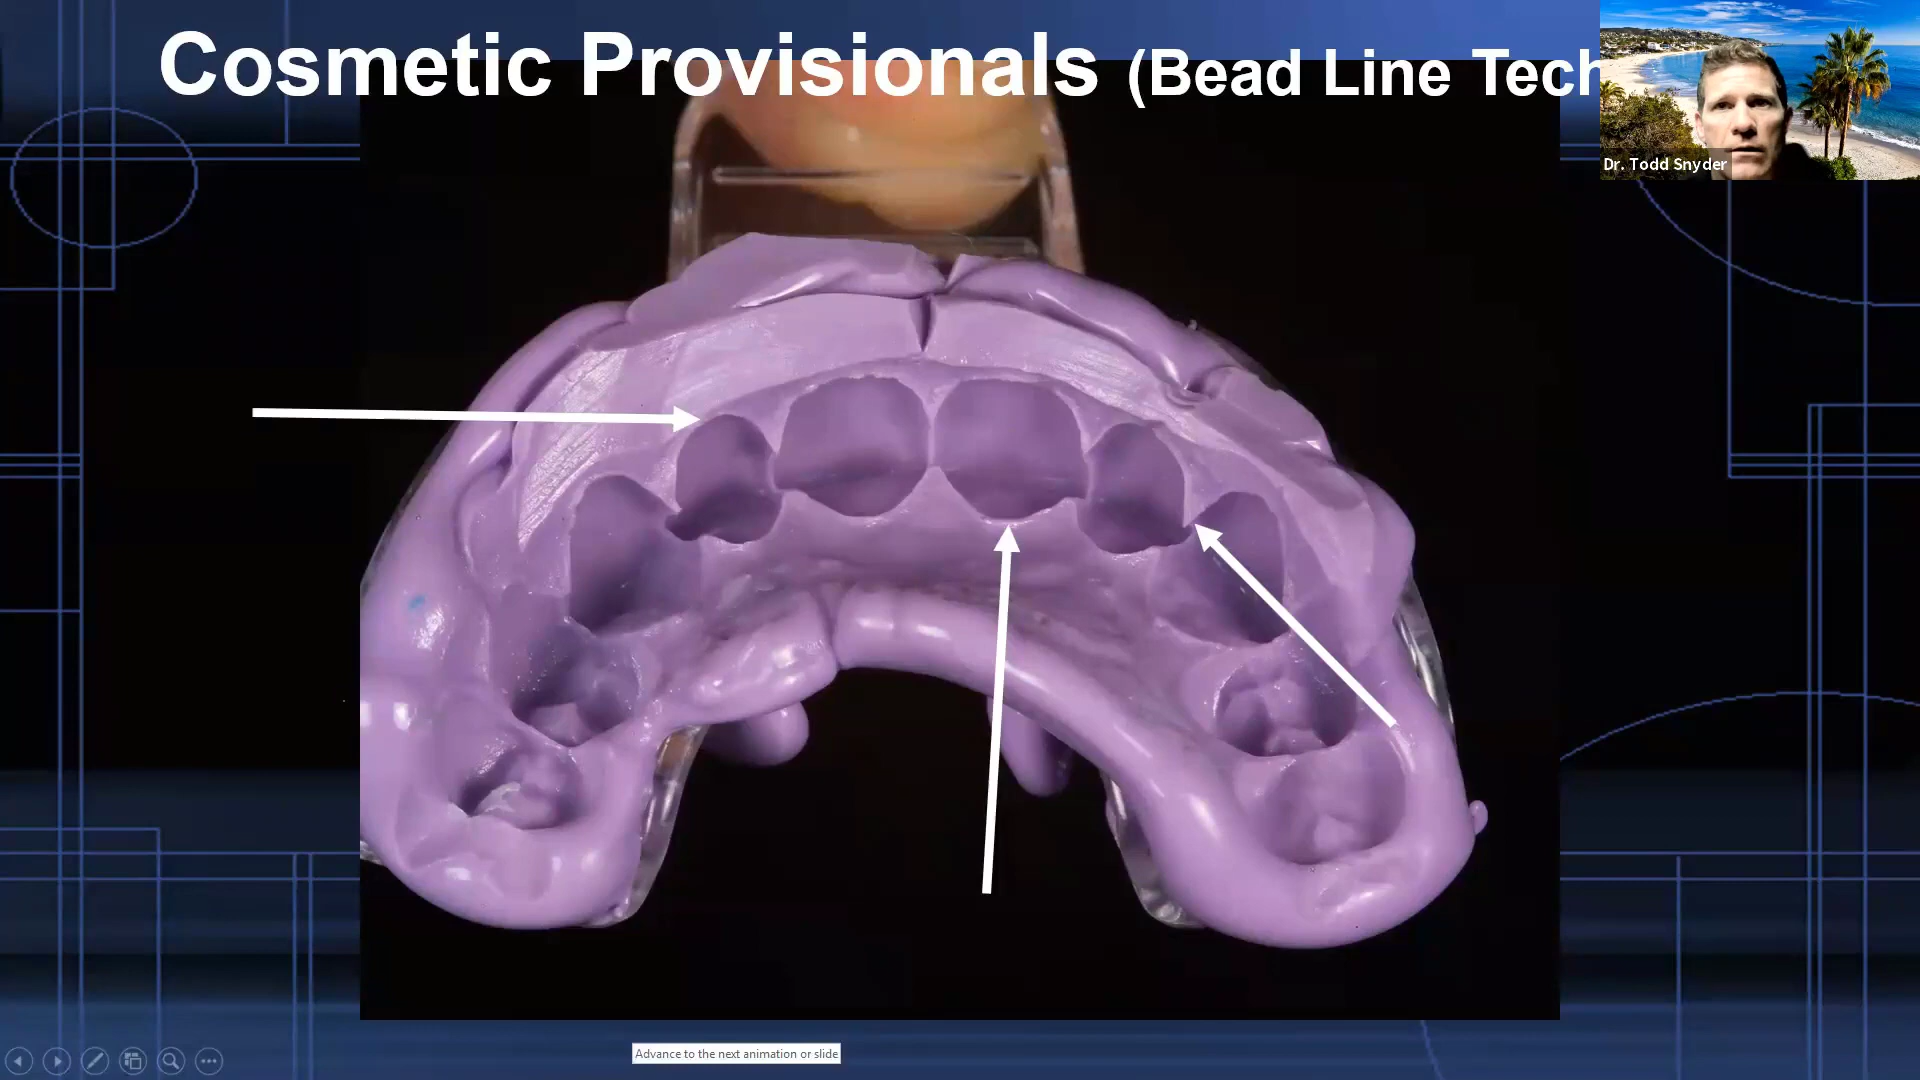 Cosmetic Provisionals (Bead Line Tech
Dr. Todd Snyder
Advance to the next animation or slide